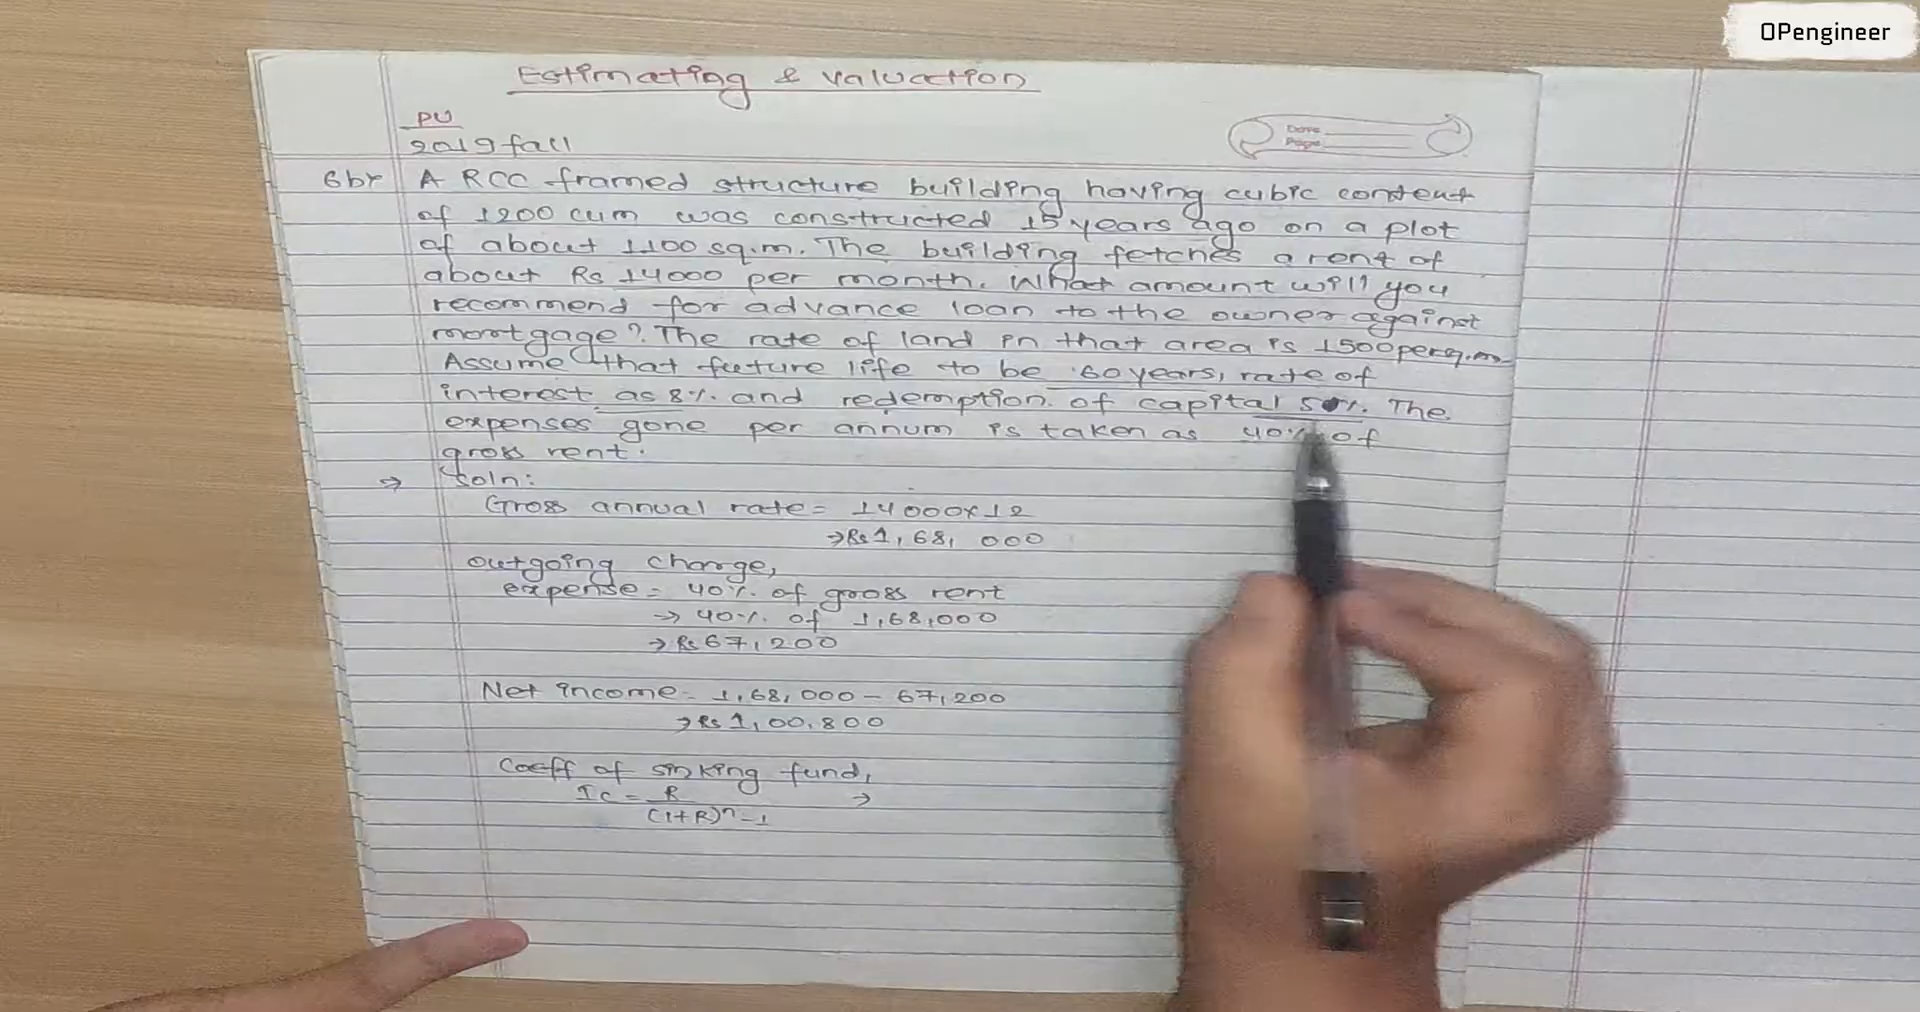 OPengineer
Estimating & valuation
PU
2019 fall
Date
Page
6b) A RCC framed structure building having cubic content
of 1200 cum was constructed 15 years ago on a plot
of about 1100 sq.m. The building fetches a rent of
about Rs 14000 per month. What amount will you
recommend for advance loan to the owner against
mortgage? The rate of land in that area is 1500 persq.m
Assume that future life to be 60 years, rate of
interest as 8% and redemption of capital 5%. The
expenses gone per annum is taken as 40% of
gross rent.
⇒ Soln:
Gross annual rate = 14000×12
→Rs 1,68,000
outgoing charge,
expense = 40% of gross rent
→ 40% of 1,68,000
→ Rs 67,200
Net income = 1,68,000 - 67,200
→ Rs 1,00,800
Coeff of sinking fund,
Ic = R →
(1+R)ⁿ-1